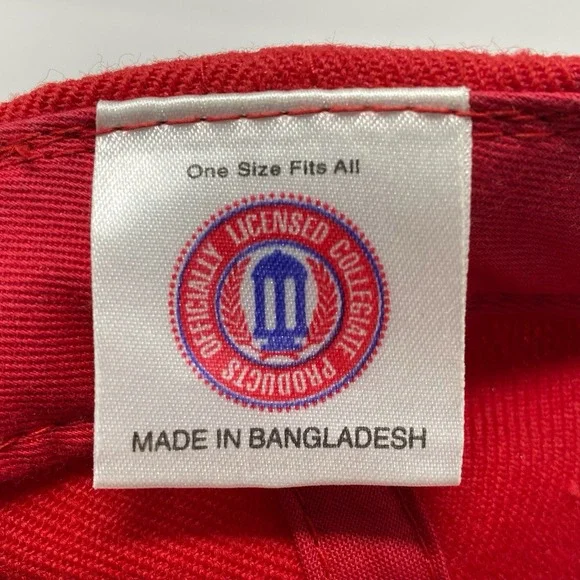 One Size Fits All
OFFICIALLY LICENSED COLLEGIATE PRODUCTS
MADE IN BANGLADESH